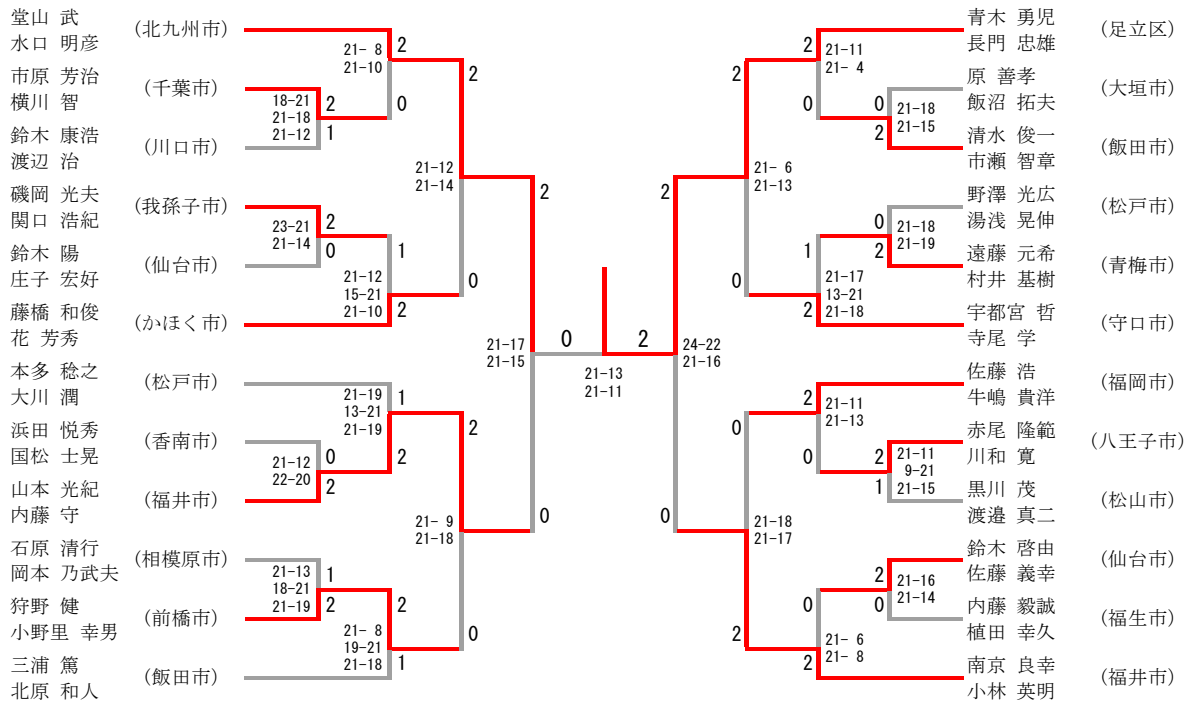 堂山 武
水口 明彦
(北九州市)
市原 芳治
横川 智
(千葉市)
鈴木 康浩
渡辺 治
(川口市)
磯岡 光夫
関口 浩紀
(我孫子市)
鈴木 陽
庄子 宏好
(仙台市)
藤橋 和俊
花 芳秀
(かほく市)
本多 稔之
大川 潤
(松戸市)
浜田 悦秀
国松 士晃
(香南市)
山本 光紀
内藤 守
(福井市)
石原 清行
岡本 乃武夫
(相模原市)
狩野 健
小野里 幸男
(前橋市)
三浦 篤
北原 和人
(飯田市)
18-21
21-18
21-12
2
1
23-21
21-14
2
0
21-12
22-20
0
2
21-13
18-21
21-19
1
2
21- 8
21-10
2
0
21-12
15-21
21-10
1
2
21-19
13-21
21-19
1
2
21- 8
19-21
21-18
2
1
21-12
21-14
2
0
21- 9
21-18
2
0
21-17
21-15
2
0
0
2
21-13
21-11
24-22
21-16
2
0
21- 6
21-13
2
0
21-18
21-17
0
2
21-11
21- 4
2
0
21-17
13-21
21-18
1
2
21-11
21-13
2
0
21- 6
21- 8
0
2
21-18
21-15
0
2
21-18
21-19
0
2
21-11
9-21
21-15
2
1
21-16
21-14
2
0
青木 勇児
長門 忠雄
(足立区)
原 善孝
飯沼 拓夫
(大垣市)
清水 俊一
市瀬 智章
(飯田市)
野澤 光広
湯浅 晃伸
(松戸市)
遠藤 元希
村井 基樹
(青梅市)
宇都宮 哲
寺尾 学
(守口市)
佐藤 浩
牛嶋 貴洋
(福岡市)
赤尾 隆範
川和 寛
(八王子市)
黒川 茂
渡邉 真二
(松山市)
鈴木 啓由
佐藤 義幸
(仙台市)
内藤 毅誠
植田 幸久
(福生市)
南京 良幸
小林 英明
(福井市)